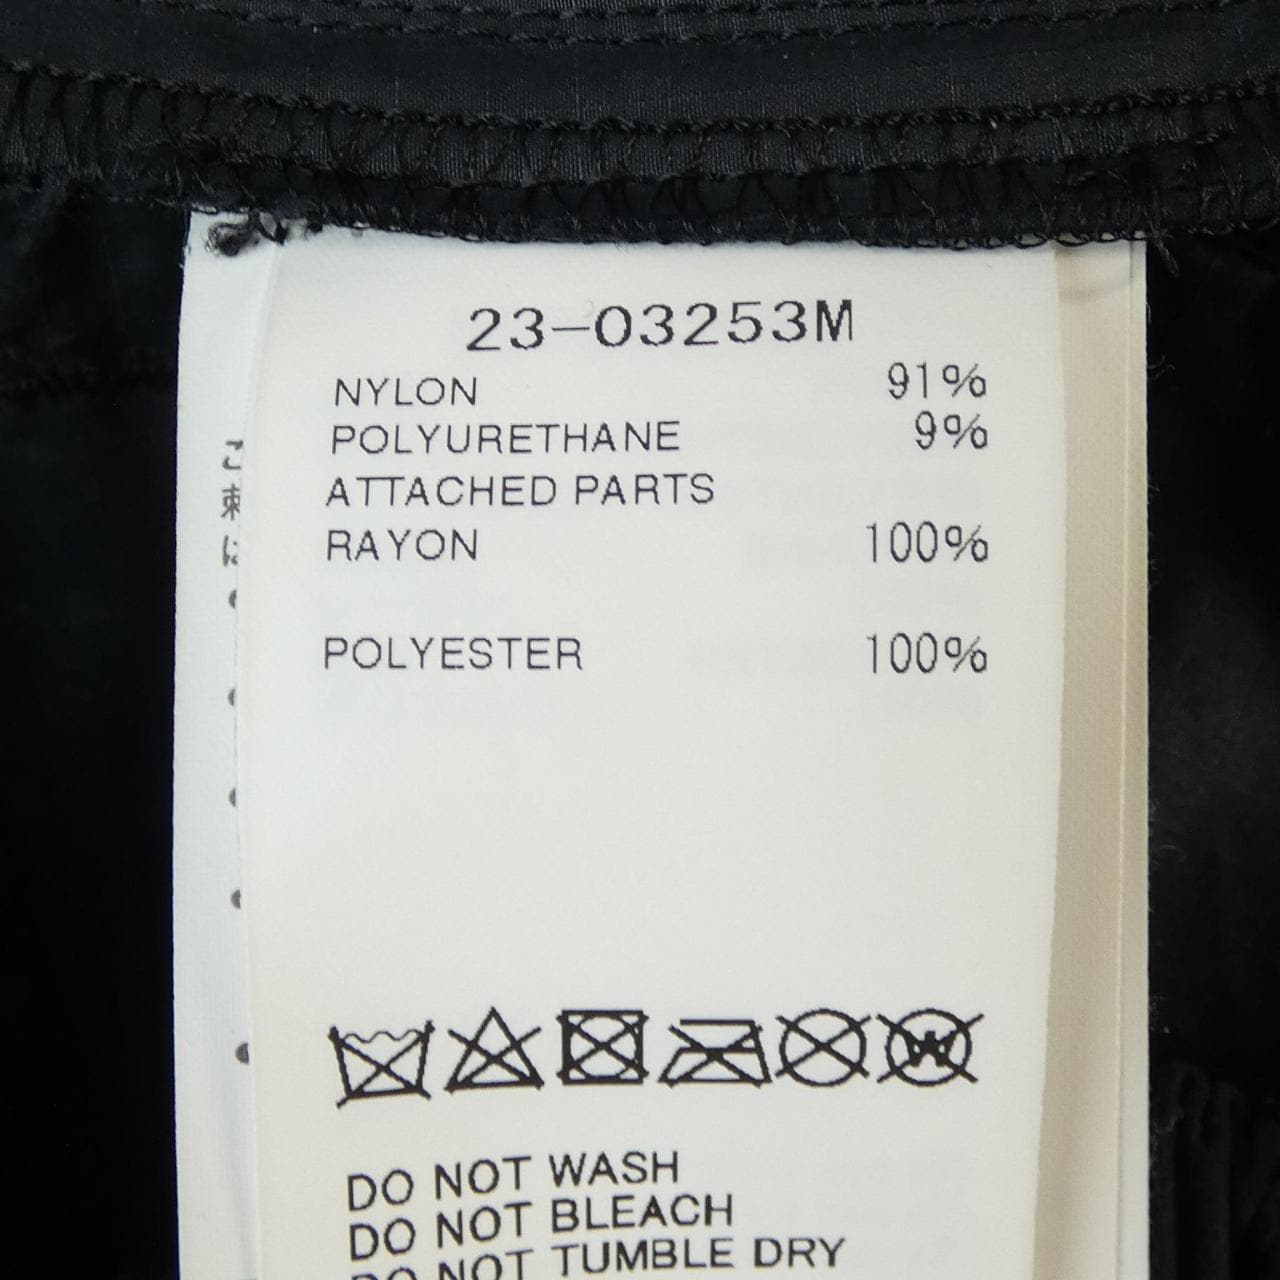 23-03253M
NYLON 91%
POLYURETHANE 9%
ATTACHED PARTS
RAYON 100%
POLYESTER 100%
DO NOT WASH
DO NOT BLEACH
DO NOT TUMBLE DRY